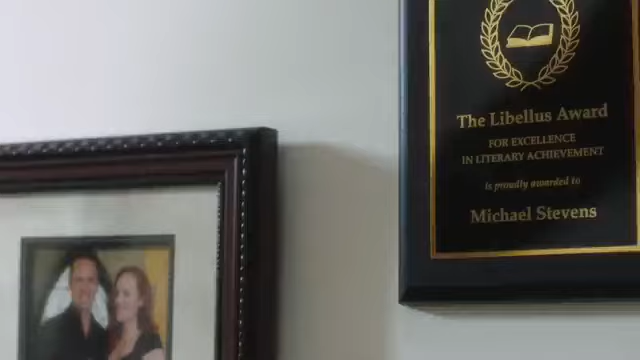 The Libellus Award
FOR EXCELLENCE
IN LITERARY ACHIEVEMENT
is proudly awarded to
Michael Stevens